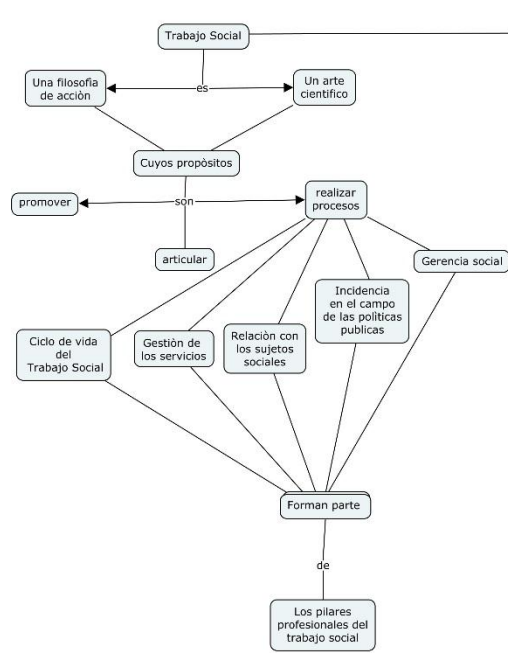 Trabajo Social
Una filosofìa
de acciòn
es
Un arte
cientifico
Cuyos propòsitos
promover
son
realizar
procesos
articular
Gerencia social
Incidencia
en el campo
de las polìticas
publicas
Ciclo de vida
del
Trabajo Social
Gestiòn de
los servicios
Relaciòn con
los sujetos
sociales
Forman parte
de
Los pilares
profesionales del
trabajo social